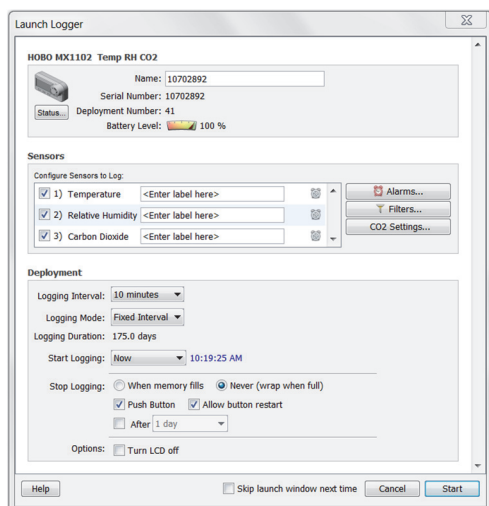 Launch Logger
HOBO MX1102 Temp RH CO2
Name: 10702892
Serial Number: 10702892
Status... Deployment Number: 41
Battery Level: 100 %
Sensors
Configure Sensors to Log:
1) Temperature <Enter label here>
2) Relative Humidity <Enter label here>
3) Carbon Dioxide <Enter label here>
Alarms...
Filters...
CO2 Settings...
Deployment
Logging Interval: 10 minutes
Logging Mode: Fixed Interval
Logging Duration: 175.0 days
Start Logging: Now 10:19:25 AM
Stop Logging: When memory fills Never (wrap when full)
Push Button Allow button restart
After 1 day
Options: Turn LCD off
Help Skip launch window next time Cancel Start